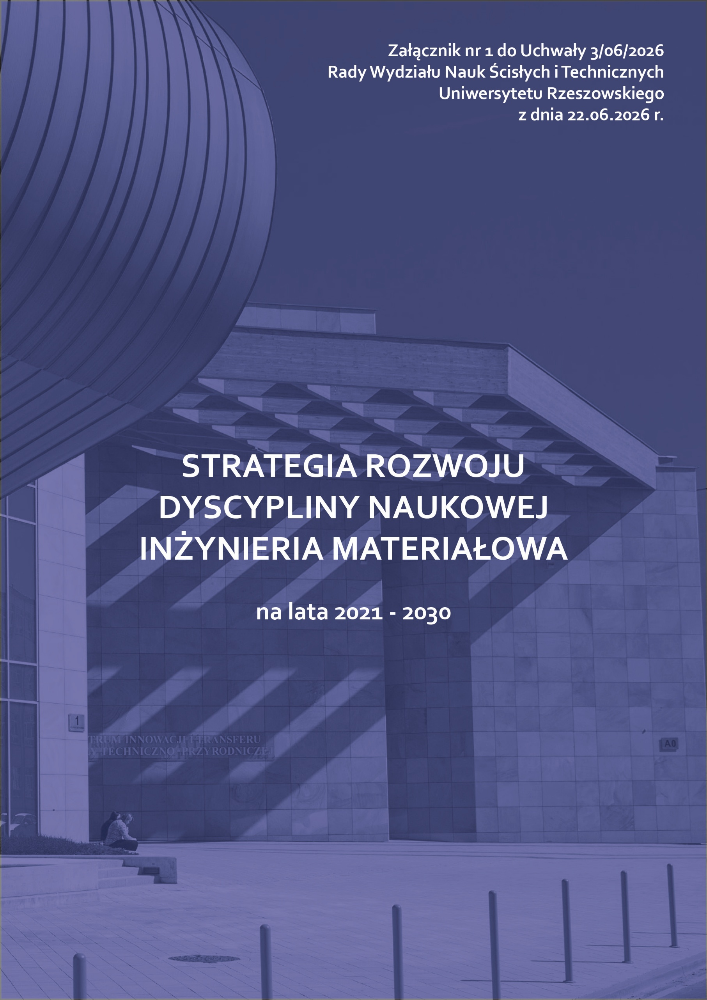 Załącznik nr 1 do Uchwały 3/06/2026
Rady Wydziału Nauk Ścisłych i Technicznych
Uniwersytetu Rzeszowskiego
z dnia 22.06.2026 r.
STRATEGIA ROZWOJU
DYSCYPLINY NAUKOWEJ
INŻYNIERIA MATERIAŁOWA
na lata 2021 - 2030
1
TRUM INNOWACJI I TRANSFERU
Y TECHNICZNO-PRZYRODNICZEJ
A0